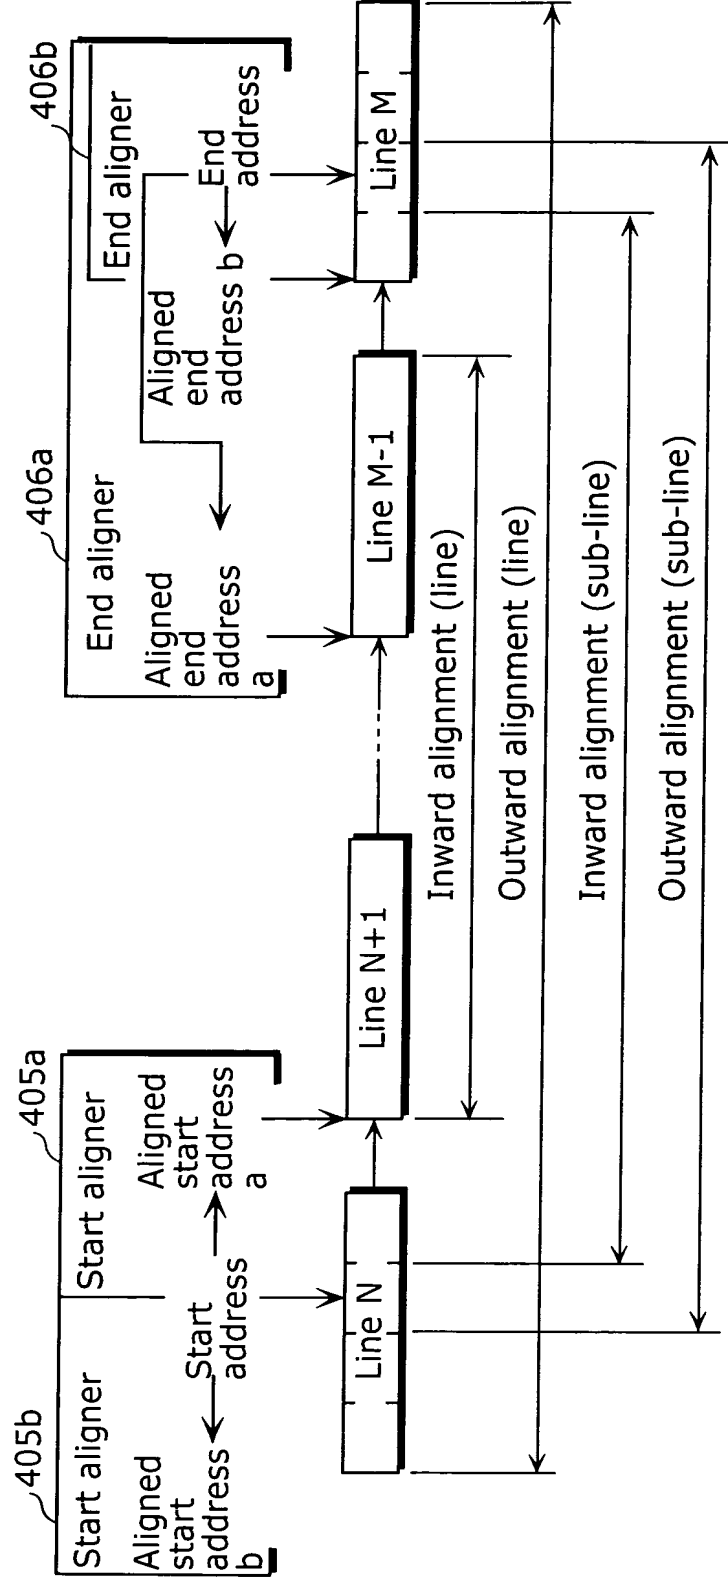 405b
405a
406a
406b
Start aligner
Start aligner
End aligner
End aligner
Aligned
start
address
b
Start
address
Aligned
start
address
a
Aligned
end
address
a
Aligned
end
address b
End
address
Line N
Line N+1
Line M-1
Line M
Inward alignment (line)
Outward alignment (line)
Inward alignment (sub-line)
Outward alignment (sub-line)